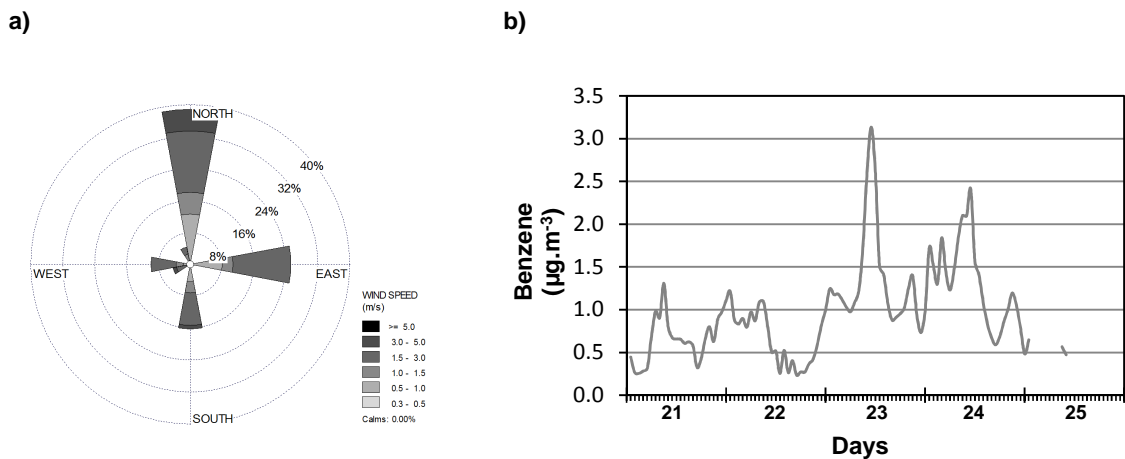 a)
NORTH
40%
32%
24%
16%
8%
WEST
EAST
SOUTH
WIND SPEED
(m/s)
>= 5.0
3.0 - 5.0
1.5 - 3.0
1.0 - 1.5
0.5 - 1.0
0.3 - 0.5
Calms: 0.00%
b)
Benzene
(µg.m-3)
3.5
3.0
2.5
2.0
1.5
1.0
0.5
0.0
21 22 23 24 25
Days